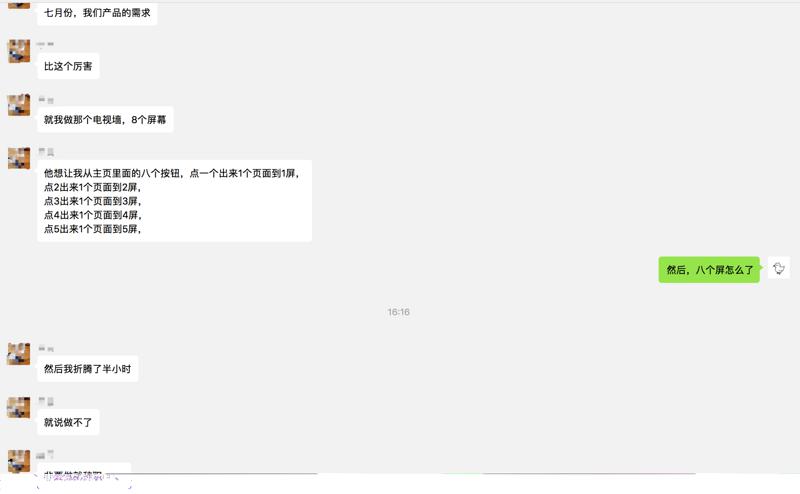 七月份，我们产品的需求
比这个厉害
就我做那个电视墙，8个屏幕
他想让我从主页里面的八个按钮，点一个出来1个页面到1屏，
点2出来1个页面到2屏，
点3出来1个页面到3屏，
点4出来1个页面到4屏，
点5出来1个页面到5屏，
然后，八个屏怎么了
16:16
然后我折腾了半小时
就说做不了